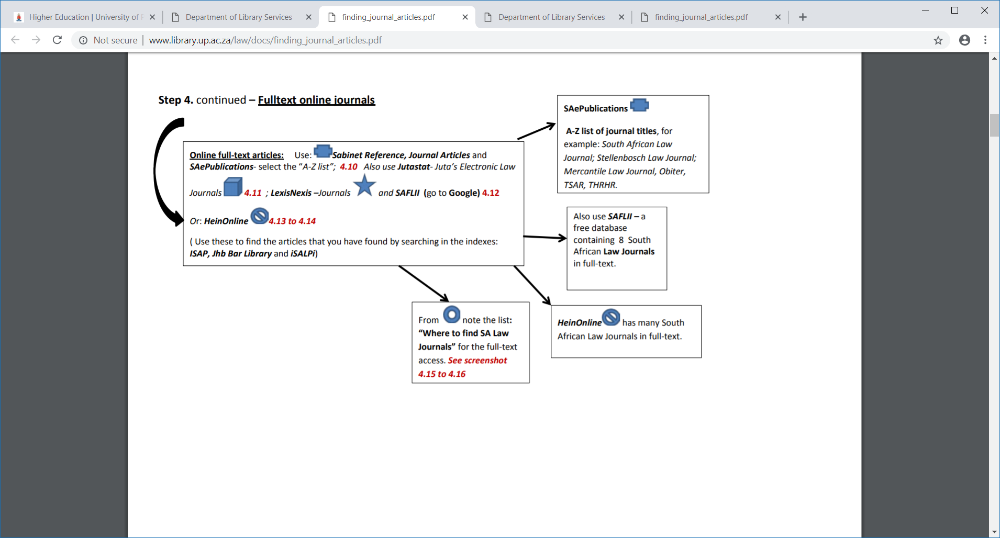 Higher Education | University of
Department of Library Services
finding_journal_articles.pdf
Department of Library Services
finding_journal_articles.pdf
Not secure | www.library.up.ac.za/law/docs/finding_journal_articles.pdf
Step 4. continued – Fulltext online journals
Online full-text articles: Use: Sabinet Reference, Journal Articles and
SAePublications- select the “A-Z list”; 4.10 Also use Jutastat- Juta’s Electronic Law
Journals 4.11 ; LexisNexis –Journals and SAFLII (go to Google) 4.12
Or: HeinOnline 4.13 to 4.14
( Use these to find the articles that you have found by searching in the indexes:
ISAP, Jhb Bar Library and iSALPi)
SAePublications
A-Z list of journal titles, for
example: South African Law
Journal; Stellenbosch Law Journal;
Mercantile Law Journal, Obiter,
TSAR, THRHR.
Also use SAFLII – a
free database
containing 8 South
African Law Journals
in full-text.
From note the list:
“Where to find SA Law
Journals” for the full-text
access. See screenshot
4.15 to 4.16
HeinOnline has many South
African Law Journals in full-text.